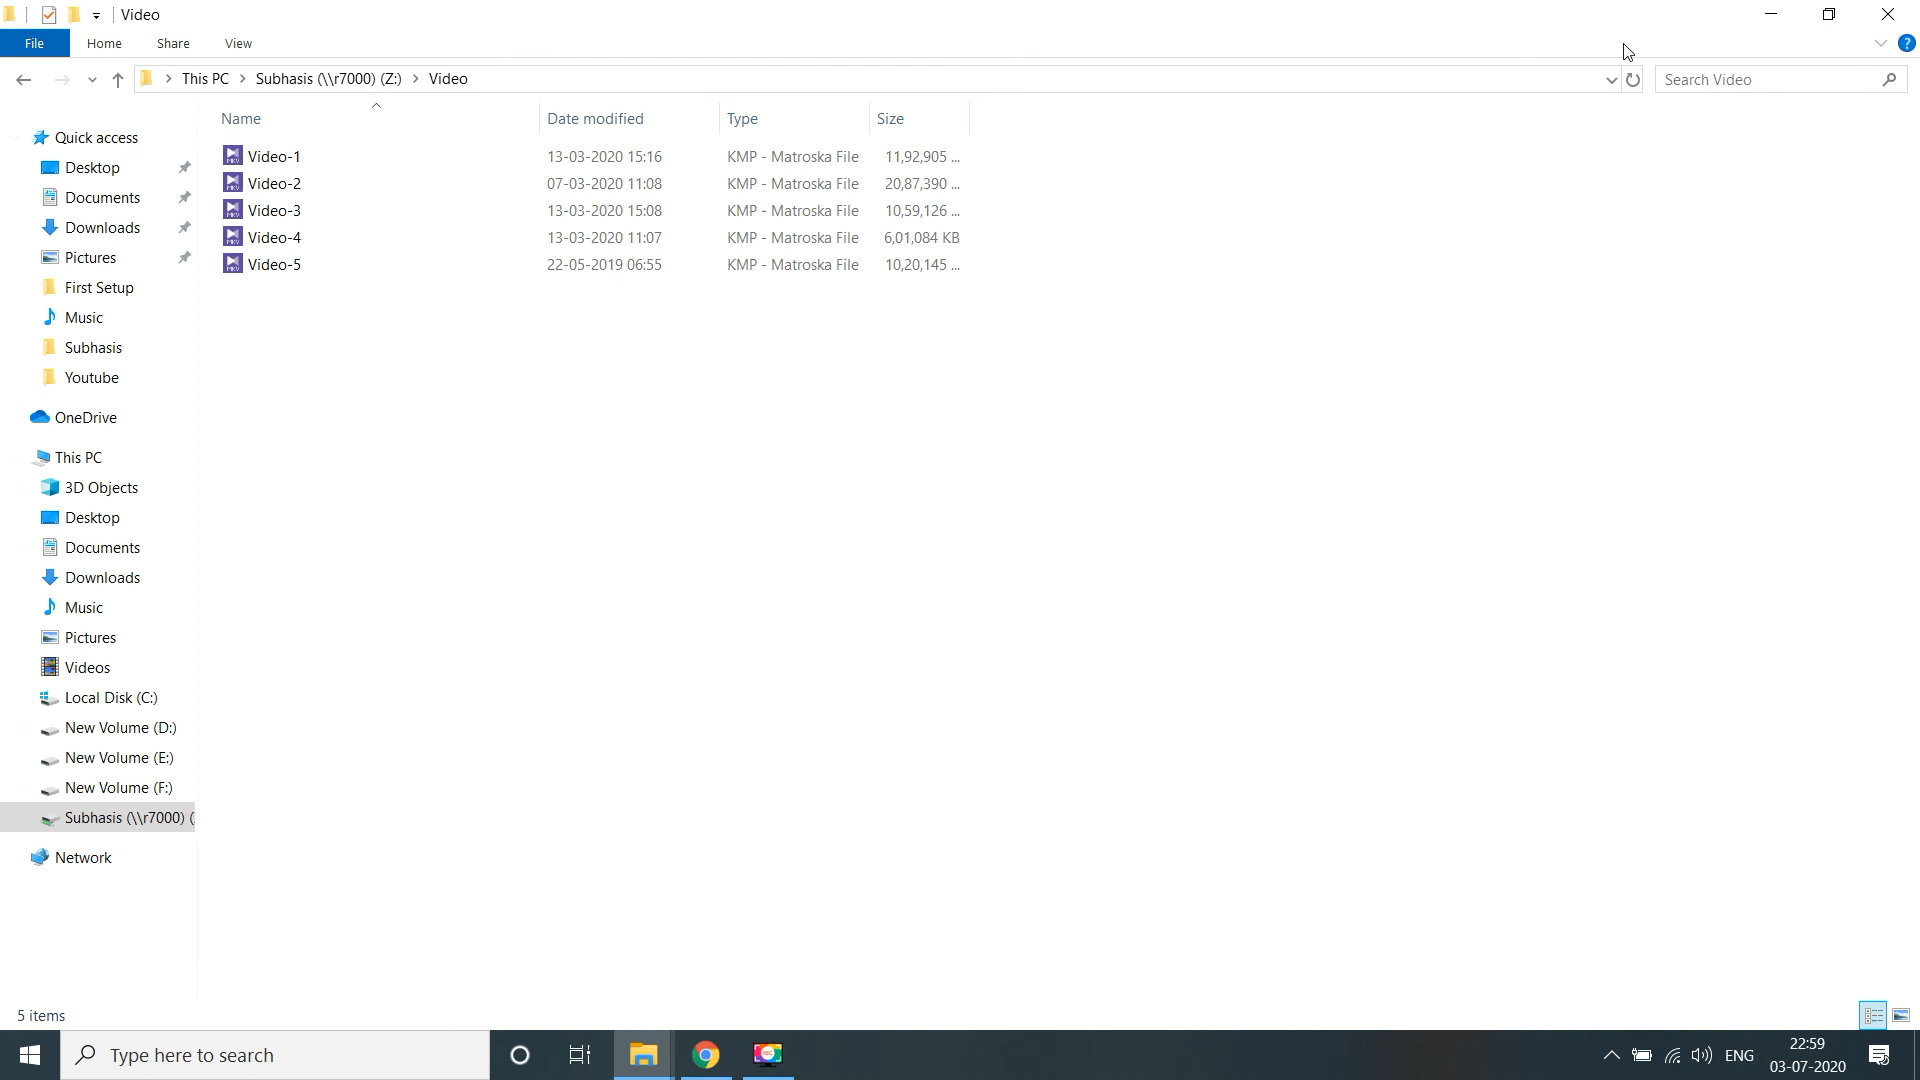 Video
File Home Share View
This PC Subhasis (\\r7000) (Z:) Video
Search Video
Name Date modified Type Size
Video-1 13-03-2020 15:16 KMP - Matroska File 11,92,905 ...
Video-2 07-03-2020 11:08 KMP - Matroska File 20,87,390 ...
Video-3 13-03-2020 15:08 KMP - Matroska File 10,59,126 ...
Video-4 13-03-2020 11:07 KMP - Matroska File 6,01,084 KB
Video-5 22-05-2019 06:55 KMP - Matroska File 10,20,145 ...
Quick access
Desktop
Documents
Downloads
Pictures
First Setup
Music
Subhasis
Youtube
OneDrive
This PC
3D Objects
Desktop
Documents
Downloads
Music
Pictures
Videos
Local Disk (C:)
New Volume (D:)
New Volume (E:)
New Volume (F:)
Subhasis (\\r7000) (
Network
5 items
Type here to search
ENG
22:59
03-07-2020